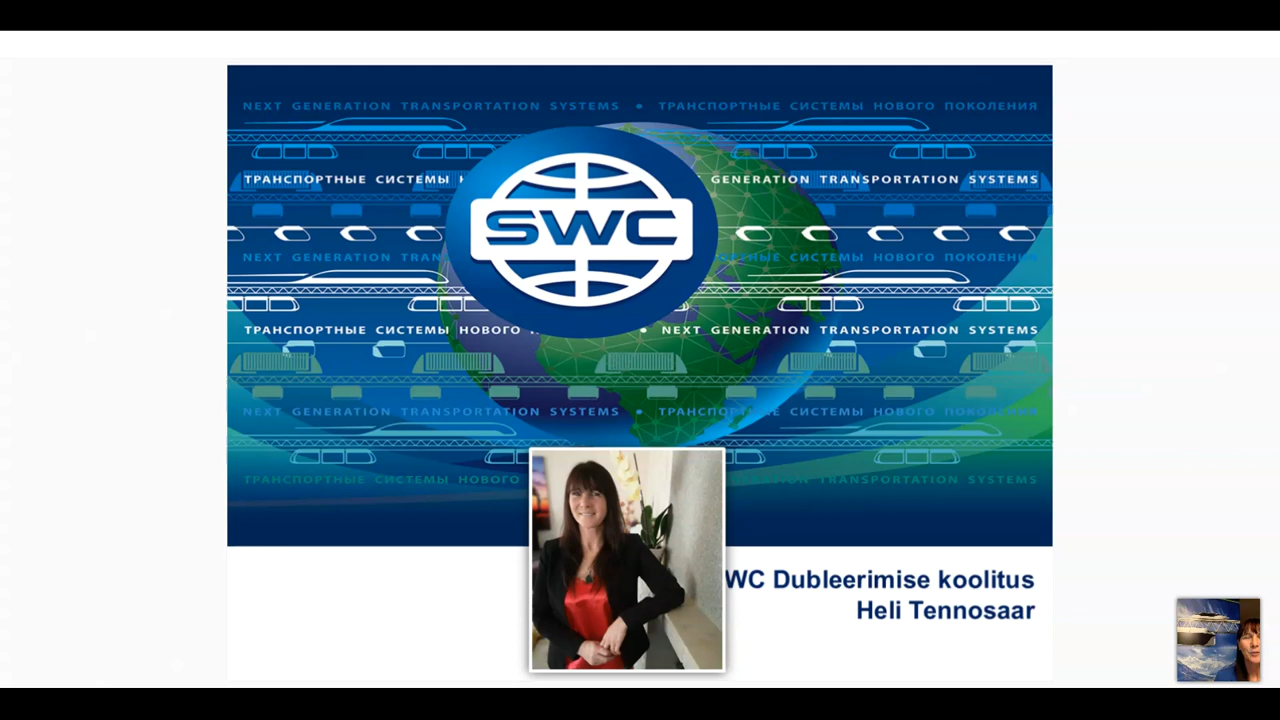 NEXT GENERATION TRANSPORTATION SYSTEMS • ТРАНСПОРТНЫЕ СИСТЕМЫ НОВОГО ПОКОЛЕНИЯ
ТРАНСПОРТНЫЕ СИСТЕМЫ GENERATION TRANSPORTATION SYSTEMS
SWC
NEXT GENERATION СИСТЕМЫ НОВОГО ПОКОЛЕНИЯ
ТРАНСПОРТНЫЕ СИСТЕМЫ НОВОГО • NEXT GENERATION TRANSPORTATION SYSTEMS
NEXT GENERATION TRANSPORTATION SYSTEMS • ТРАНСПОРТНЫЕ СИСТЕМЫ НОВОГО ПОКОЛЕНИЯ
ТРАНСПОРТНЫЕ СИСТЕМЫ НОВОГО TRANSPORTATION SYSTEMS
WC Dubleerimise koolitus
Heli Tennosaar